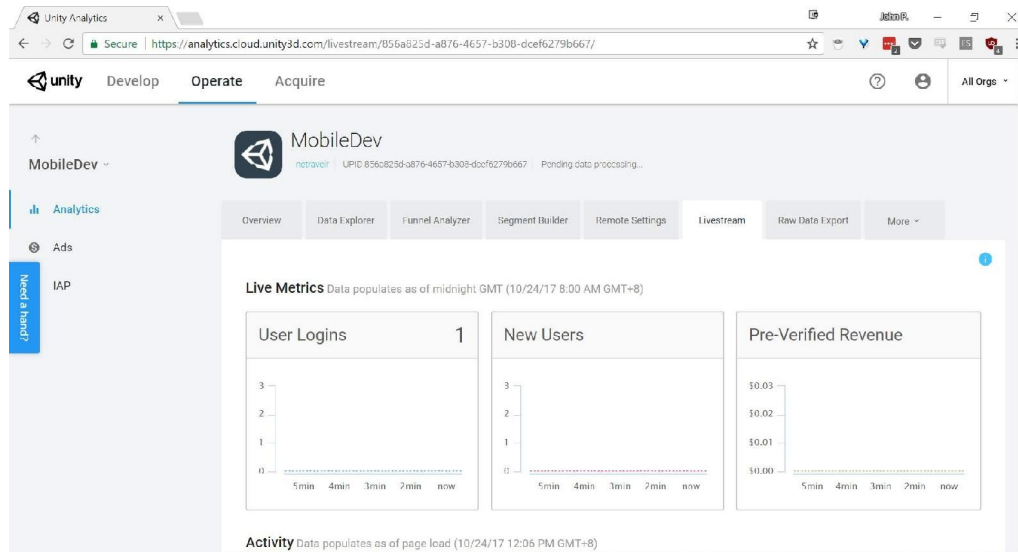 Unity Analytics
John P.
Secure https://analytics.cloud.unity3d.com/livestream/856a825d-a876-4657-b308-dcef6279b667/
unity Develop Operate Acquire All Orgs
MobileDev
netravoir UPID 856a825d-a876-4657-b308-dcef6279b667 Pending data processing...
MobileDev
Analytics
Ads
IAP
Need a hand?
Overview Data Explorer Funnel Analyzer Segment Builder Remote Settings Livestream Raw Data Export More
Live Metrics Data populates as of midnight GMT (10/24/17 8:00 AM GMT+8)
User Logins 1
3
2
1
0
5min 4min 3min 2min now
New Users
3
2
1
0
5min 4min 3min 2min now
Pre-Verified Revenue
$0.03
$0.02
$0.01
$0.00
5min 4min 3min 2min now
Activity Data populates as of page load (10/24/17 12:06 PM GMT+8)